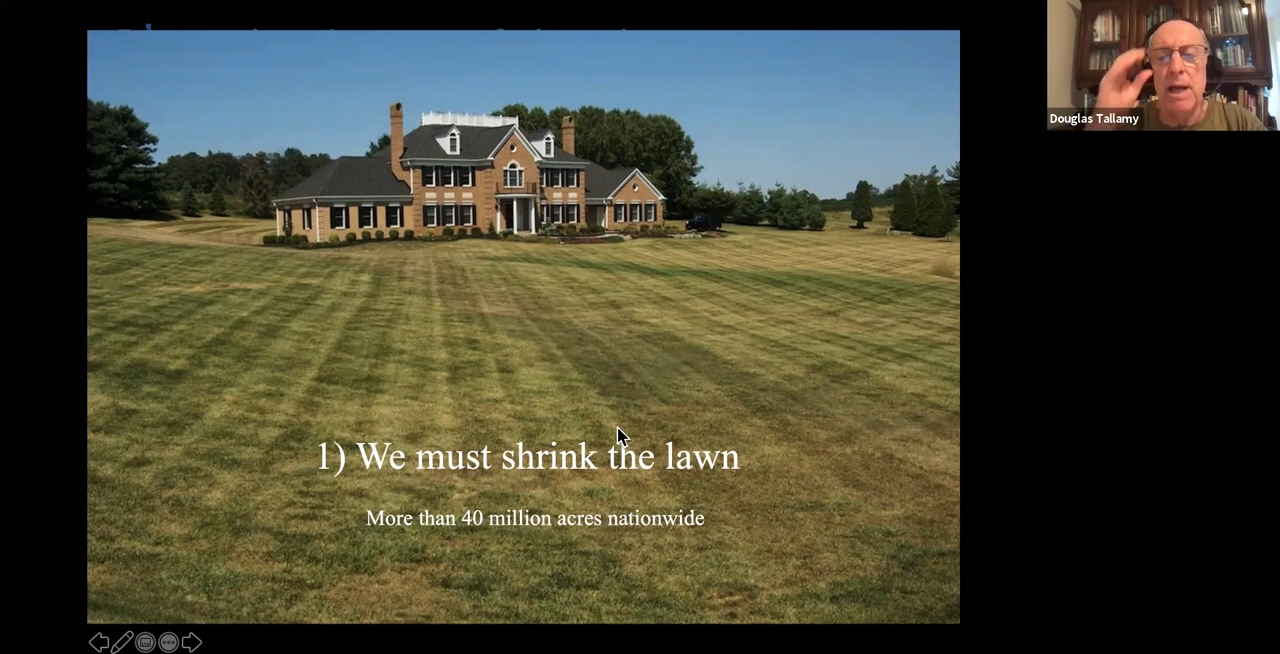 1) We must shrink the lawn
More than 40 million acres nationwide
Douglas Tallamy